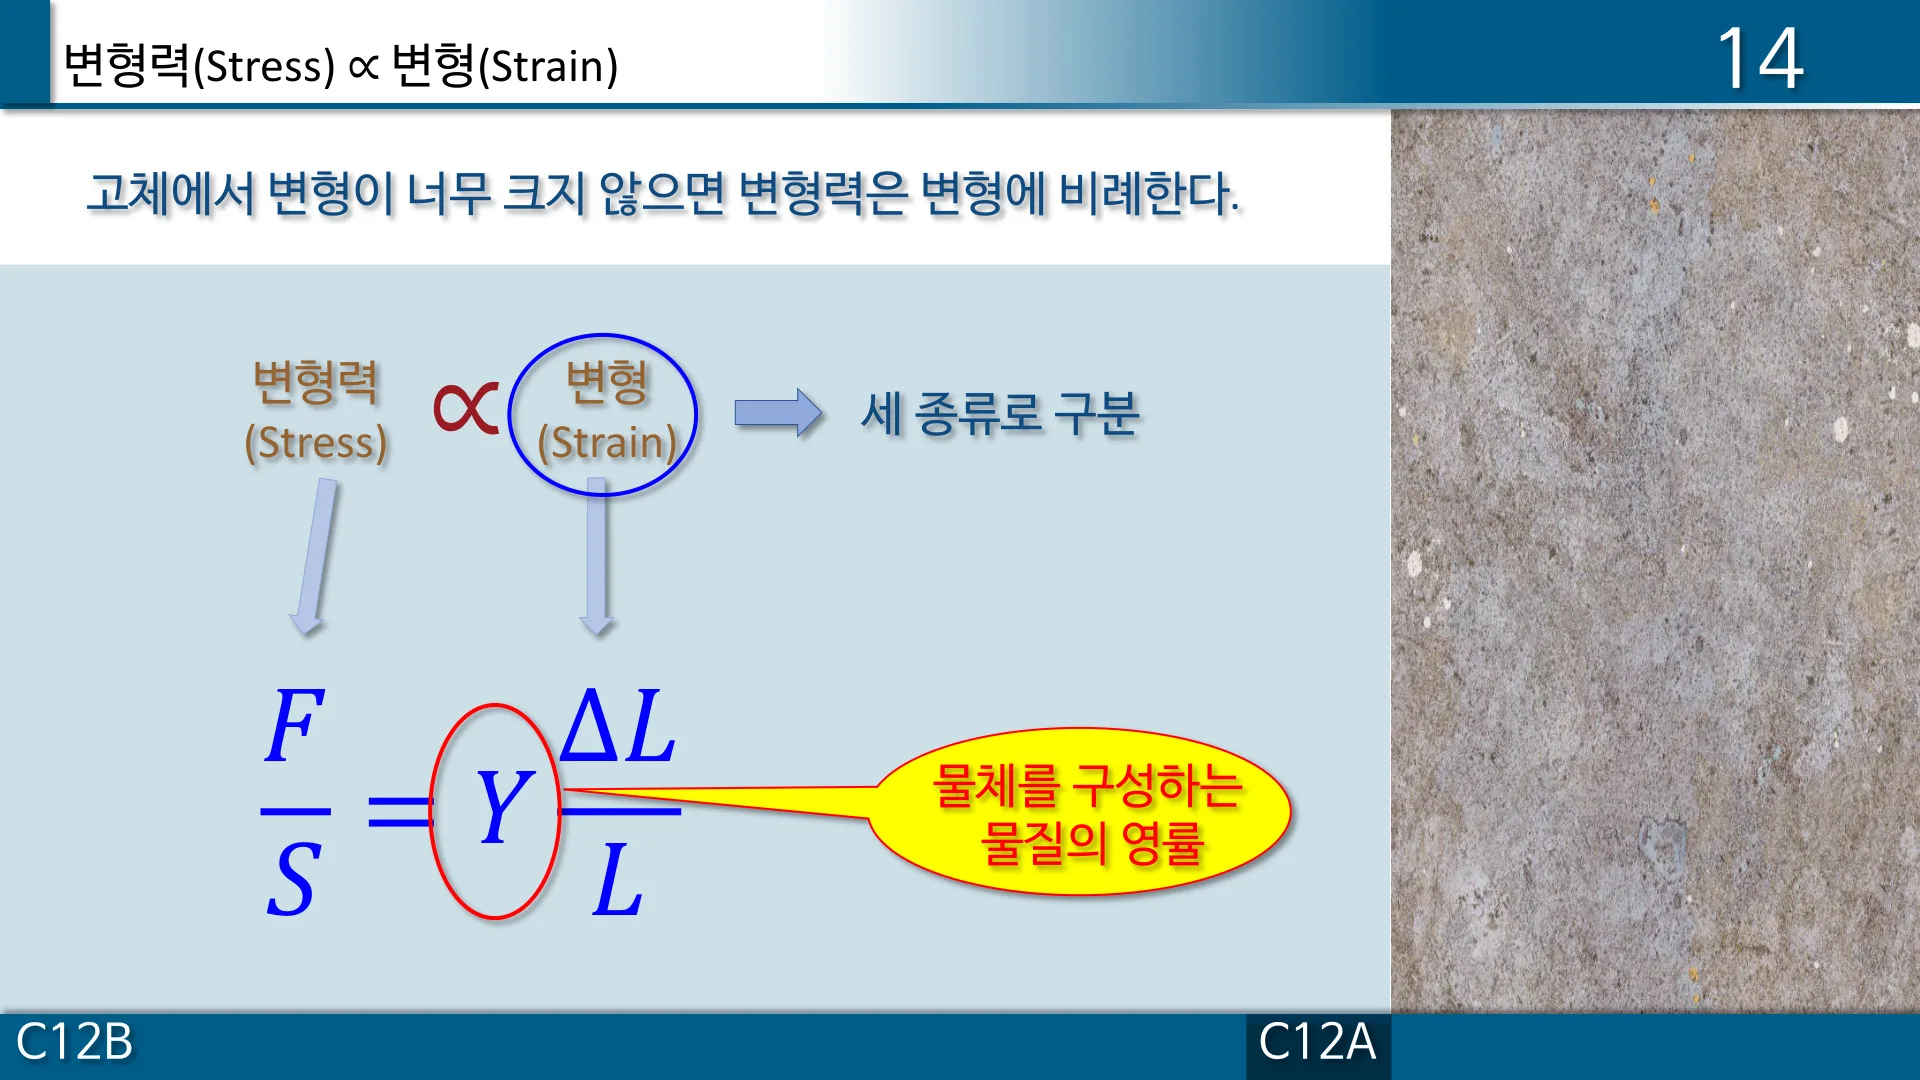 변형력(Stress) ∝ 변형(Strain)
14
고체에서 변형이 너무 크지 않으면 변형력은 변형에 비례한다.
변형력
(Stress)
∝
변형
(Strain)
세 종류로 구분
F/S = Y ΔL/L
물체를 구성하는
물질의 영률
C12B
C12A